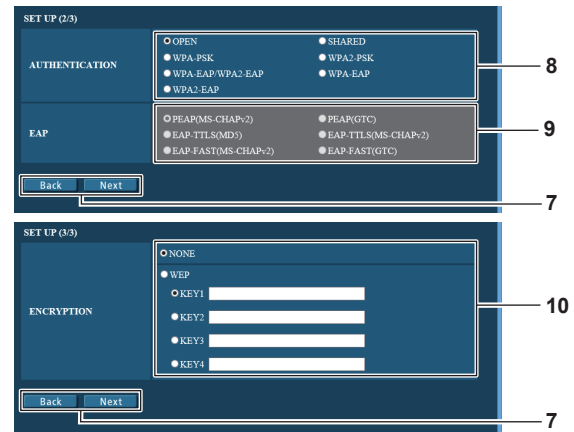 SET UP (2/3)
AUTHENTICATION
OPEN SHARED
WPA-PSK WPA2-PSK
WPA-EAP/WPA2-EAP WPA-EAP
WPA2-EAP
8
EAP
PEAP(MS-CHAPv2) PEAP(GTC)
EAP-TTLS(MD5) EAP-TTLS(MS-CHAPv2)
EAP-FAST(MS-CHAPv2) EAP-FAST(GTC)
9
Back Next
7
SET UP (3/3)
ENCRYPTION
NONE
WEP
KEY1
KEY2
KEY3
KEY4
10
Back Next
7